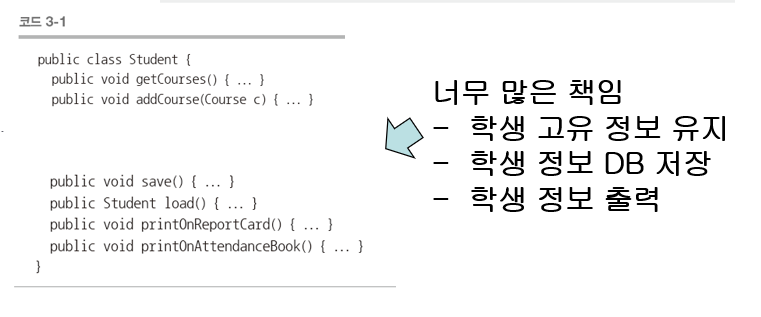 코드 3-1
public class Student {
public void getCourses() { ... }
public void addCourse(Course c) { ... }
public void save() { ... }
public Student load() { ... }
public void printOnReportCard() { ... }
public void printOnAttendanceBook() { ... }
}
너무 많은 책임
- 학생 고유 정보 유지
- 학생 정보 DB 저장
- 학생 정보 출력